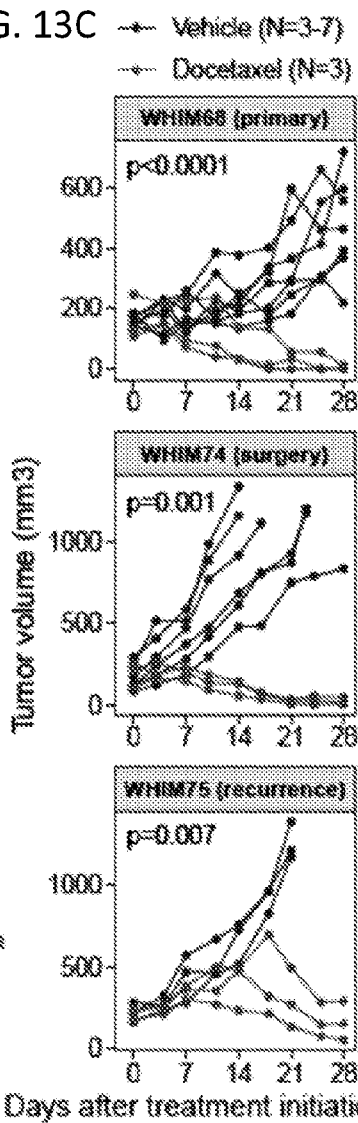 G. 13C
Vehicle (N=3-7)
Docetaxel (N=3)
WHIM68 (primary)
p<0.0001
600
400
200
0
0 7 14 21 28
WHIM74 (surgery)
p=0.001
1000
500
0
0 7 14 21 28
Tumor volume (mm3)
WHIM75 (recurrence)
p=0.007
1000
500
0
0 7 14 21 28
Days after treatment initiati